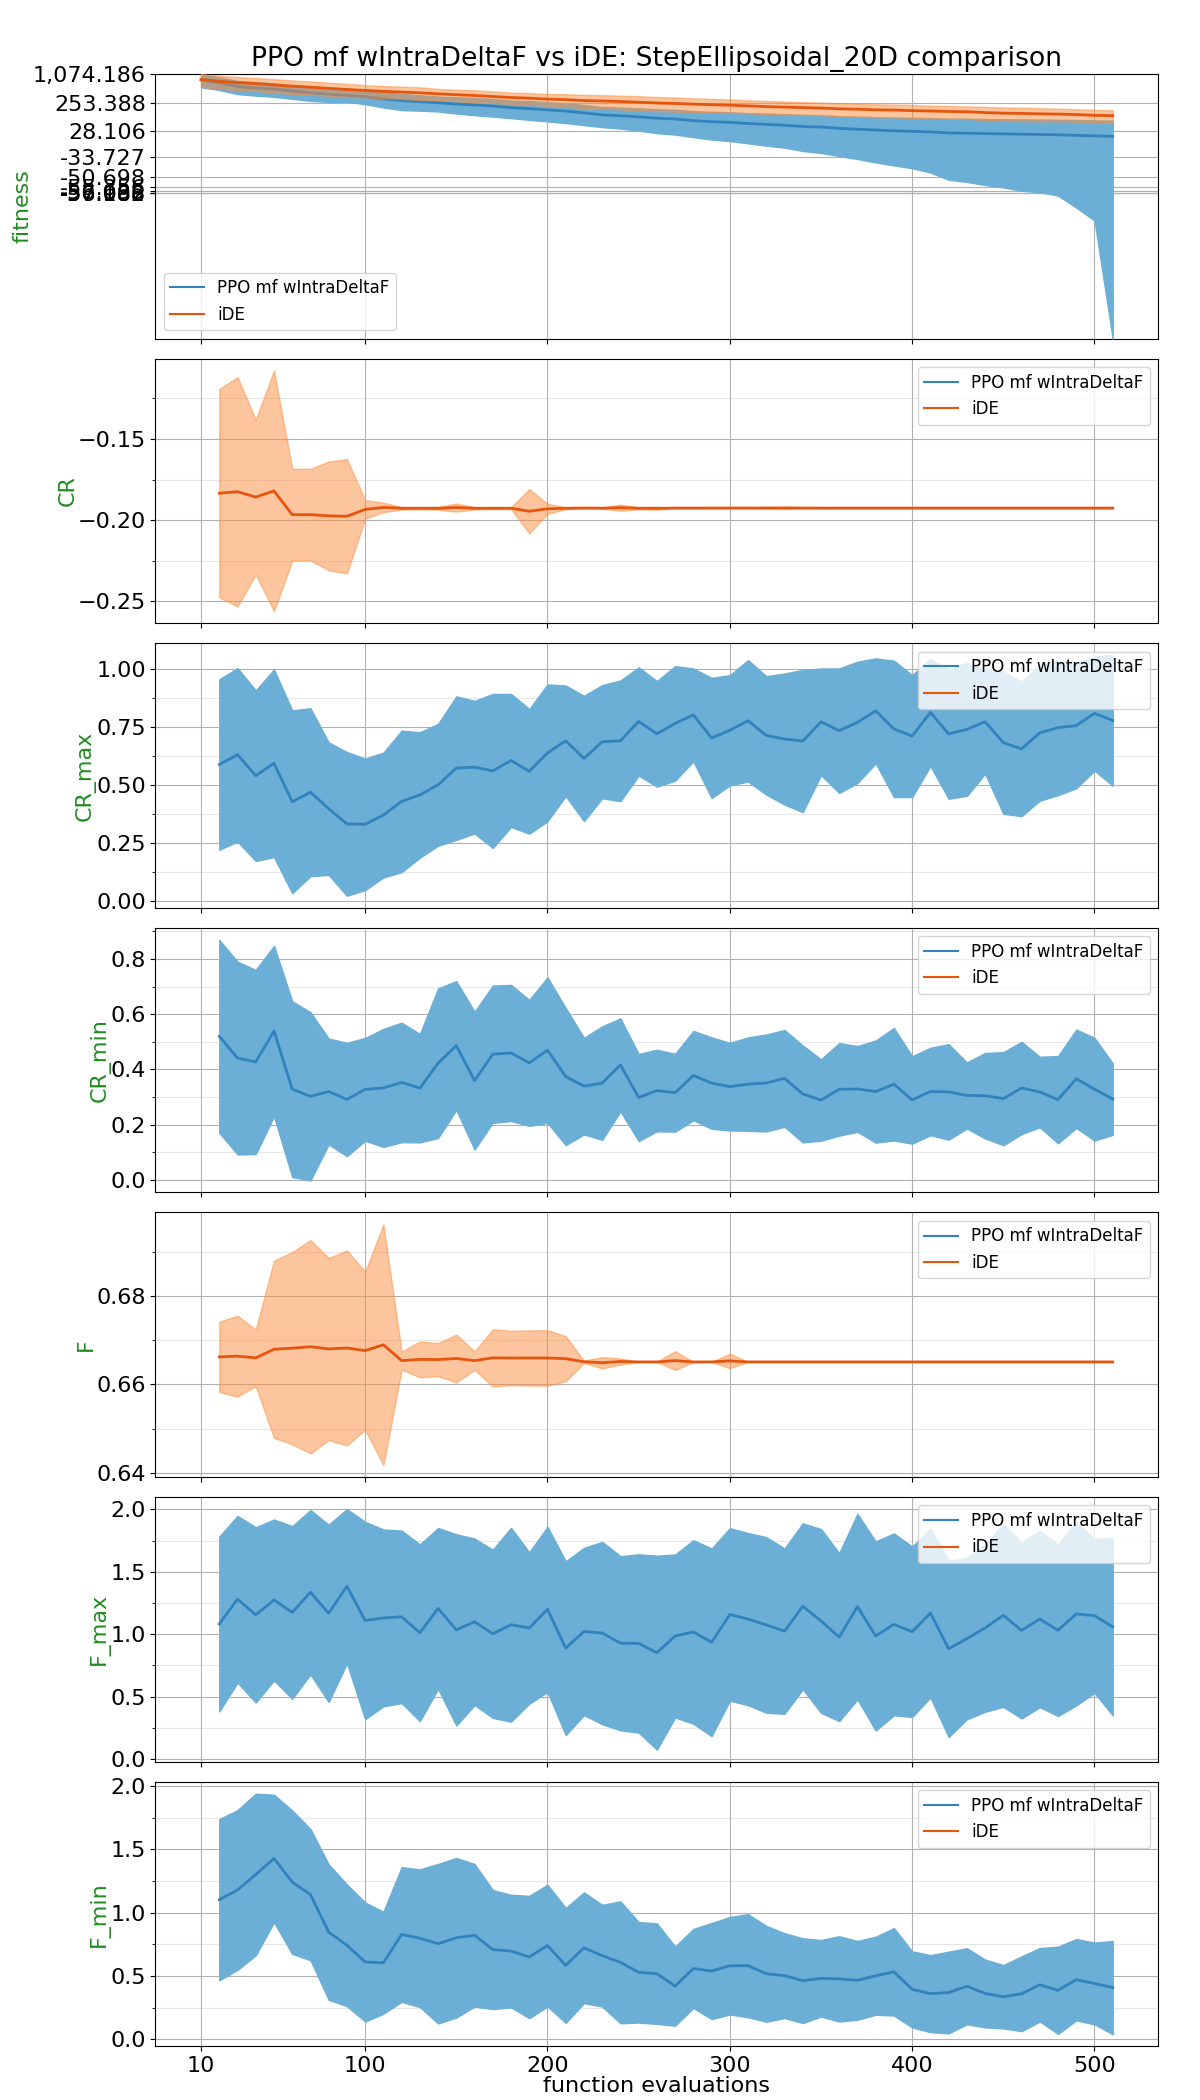 PPO mf wIntraDeltaF vs iDE: StepEllipsoidal_20D comparison
1,074.186
253.388
28.106
-33.727
-50.698
fitness
PPO mf wIntraDeltaF
iDE
PPO mf wIntraDeltaF
iDE
−0.15
−0.20
−0.25
CR
PPO mf wIntraDeltaF
iDE
1.00
0.75
0.50
0.25
0.00
CR_max
PPO mf wIntraDeltaF
iDE
0.8
0.6
0.4
0.2
0.0
CR_min
PPO mf wIntraDeltaF
iDE
0.68
0.66
0.64
F
PPO mf wIntraDeltaF
iDE
2.0
1.5
1.0
0.5
0.0
F_max
PPO mf wIntraDeltaF
iDE
2.0
1.5
1.0
0.5
0.0
F_min
10 100 200 300 400 500
function evaluations